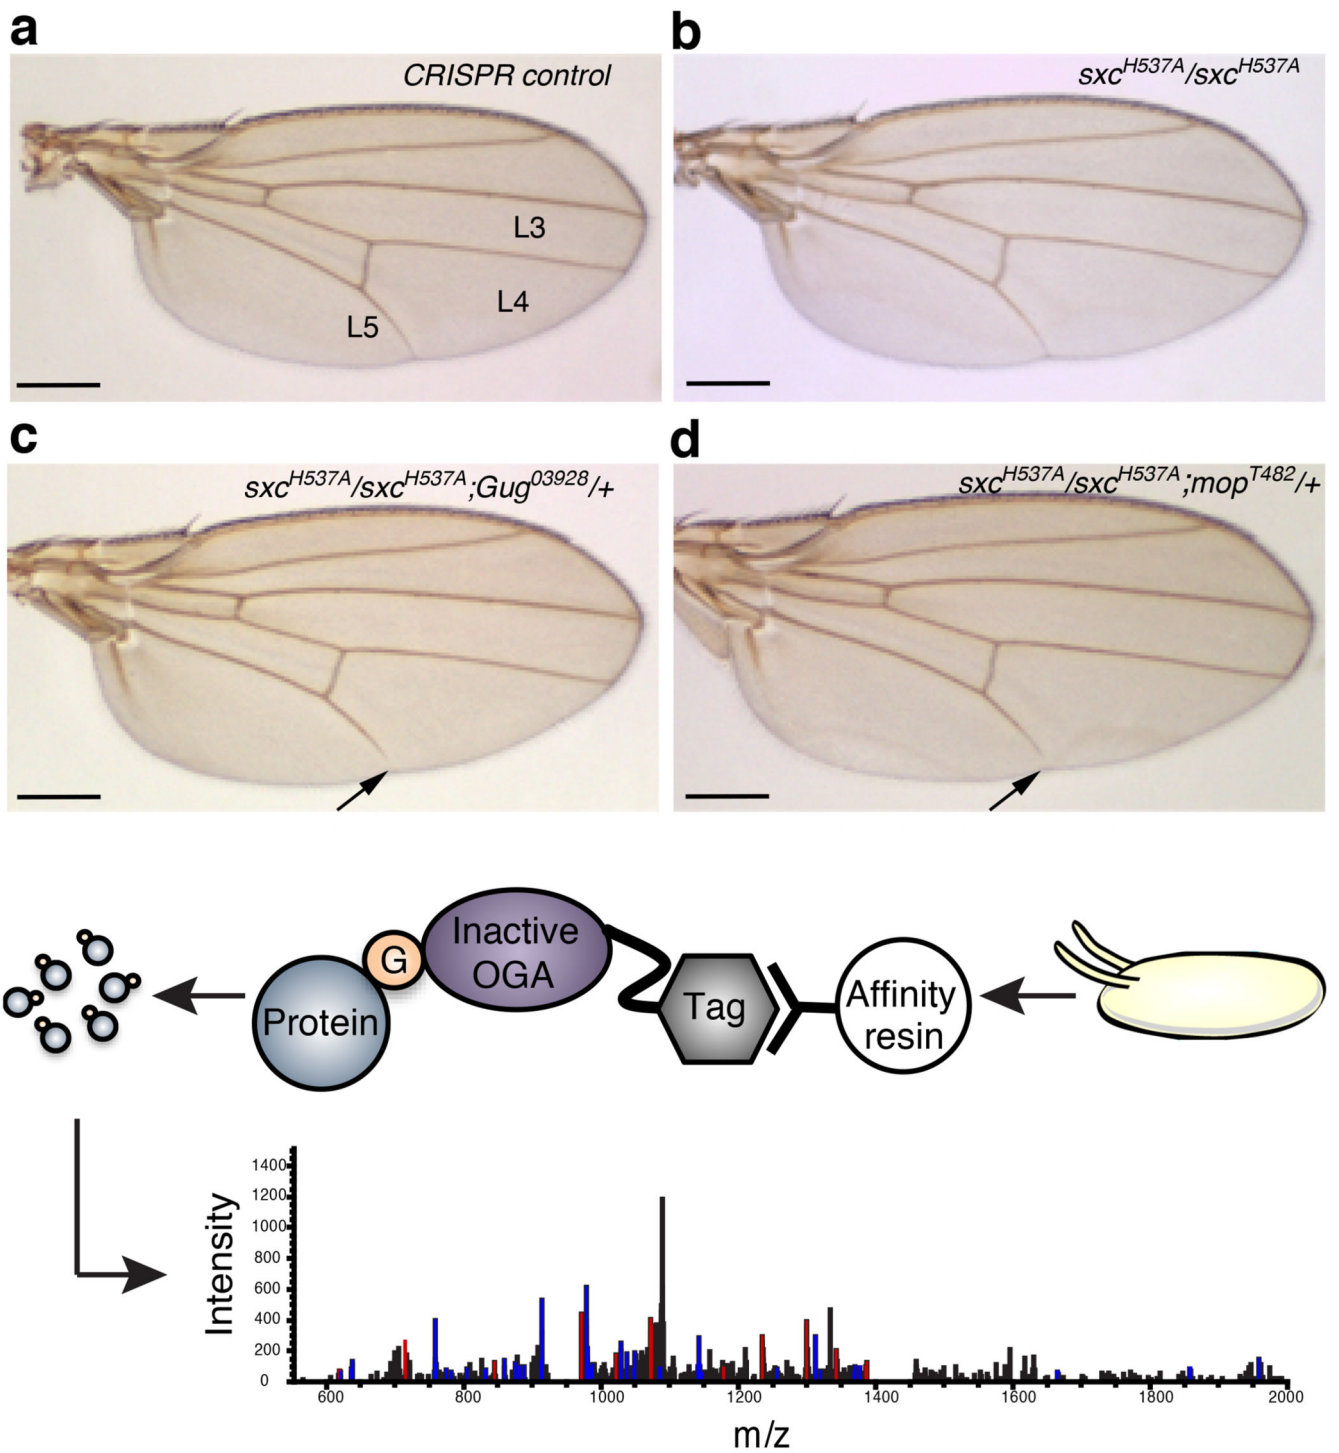 a
b
CRISPR control
sxcH537A/sxcH537A
L3
L4
L5
c
d
sxcH537A/sxcH537A;Gug03928/+
sxcH537A/sxcH537A;mopT482/+
Inactive
OGA
G
Protein
Tag
Affinity
resin
Intensity
1400
1200
1000
800
600
400
200
0
600
800
1000
1200
1400
1600
1800
2000
m/z